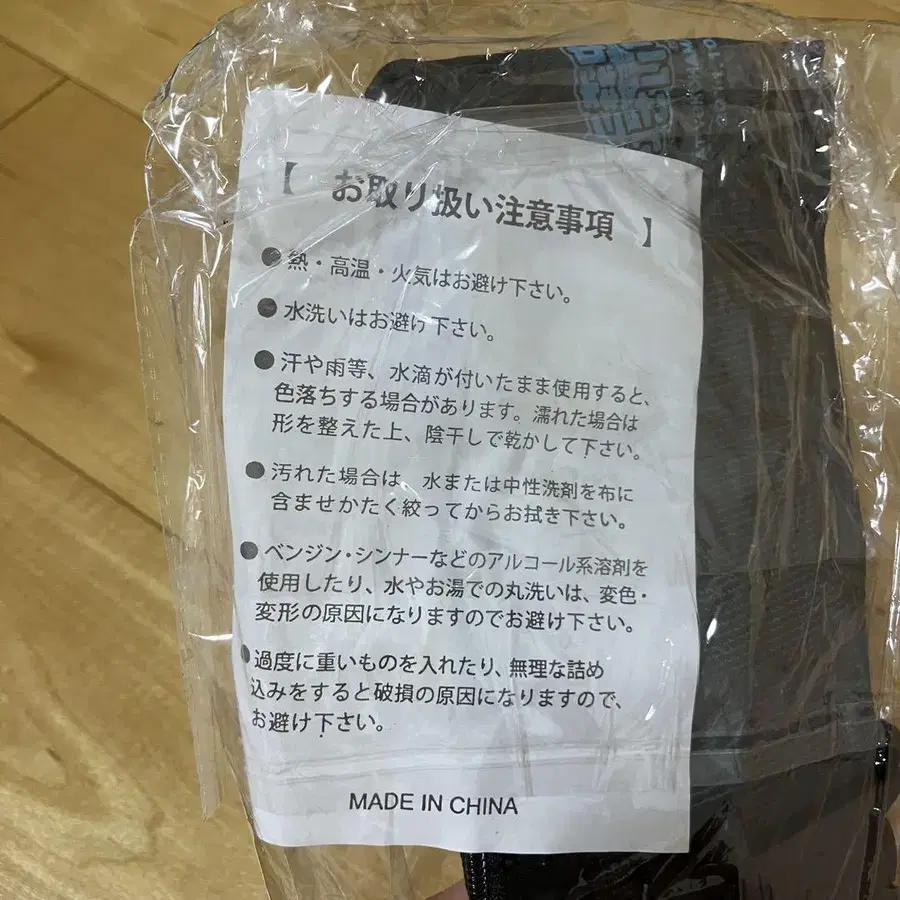 【 お取り扱い注意事項 】
●熱・高温・火気はお避け下さい。
●水洗いはお避け下さい。
●汗や雨等、水滴が付いたまま使用すると、
色落ちする場合があります。濡れた場合は
形を整えた上、陰干しで乾かして下さい。
●汚れた場合は、水または中性洗剤を布に
含ませかたく絞ってからお拭き下さい。
●ベンジン・シンナーなどのアルコール系溶剤を
使用したり、水やお湯での丸洗いは、変色・
変形の原因になりますのでお避け下さい。
●過度に重いものを入れたり、無理な詰め
込みをすると破損の原因になりますので、
お避け下さい。
MADE IN CHINA